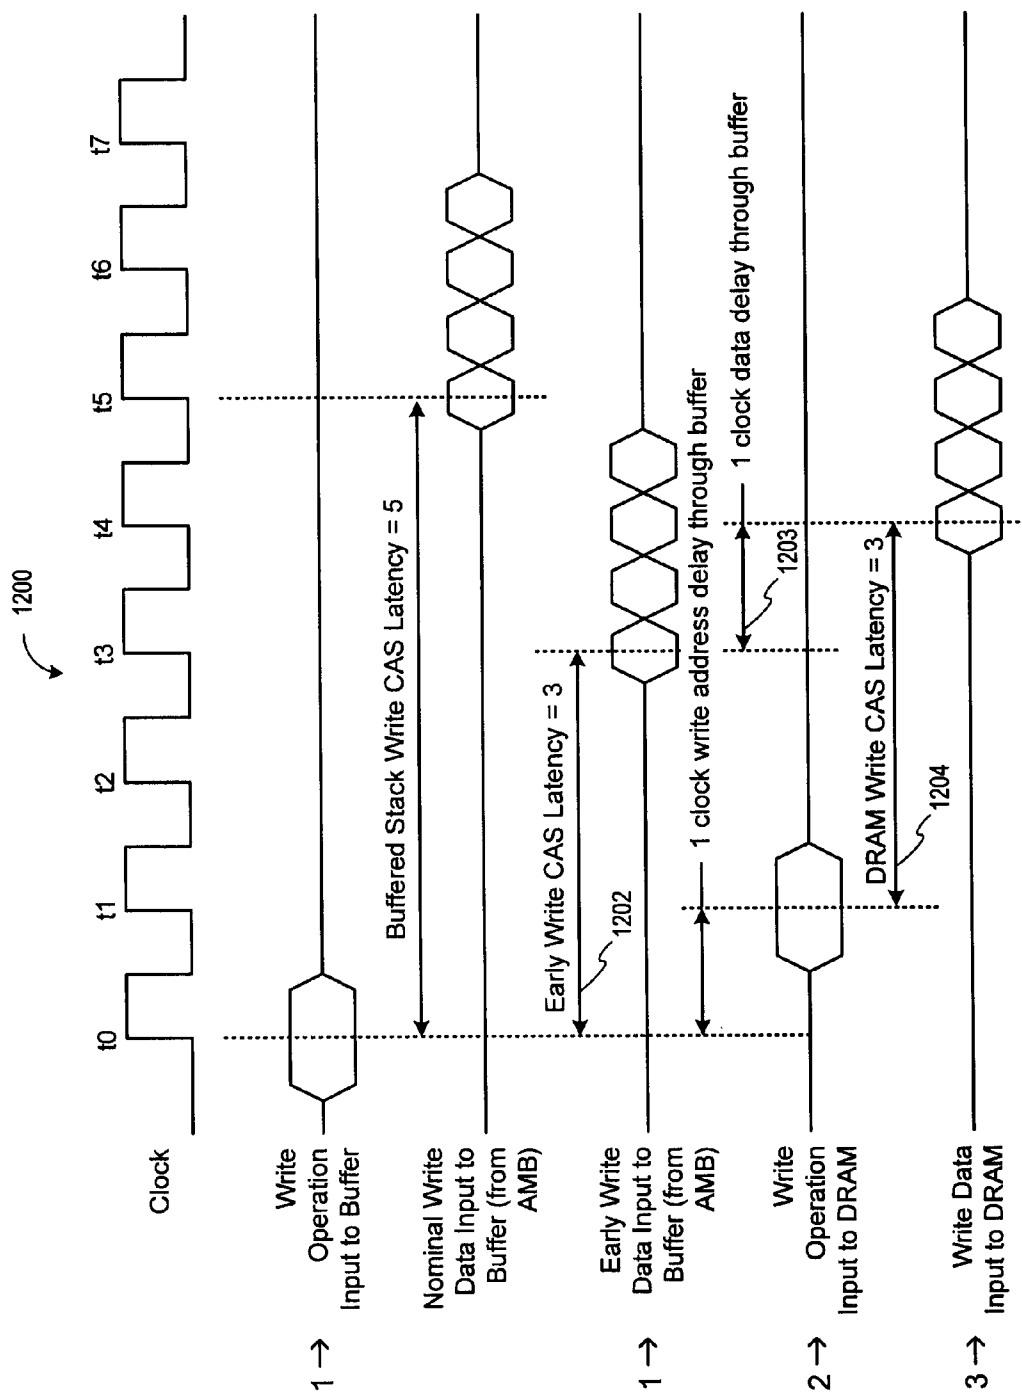 1200
t0 t1 t2 t3 t4 t5 t6 t7
Clock
1 →
Write
Operation
Input to Buffer
Buffered Stack Write CAS Latency = 5
Nominal Write
Data Input to
Buffer (from
AMB)
Early Write CAS Latency = 3
1202
1 →
Early Write
Data Input to
Buffer (from
AMB)
1 clock write address delay through buffer
1 clock data delay through buffer
1203
2 →
Write
Operation
Input to DRAM
DRAM Write CAS Latency = 3
1204
3 →
Write Data
Input to DRAM